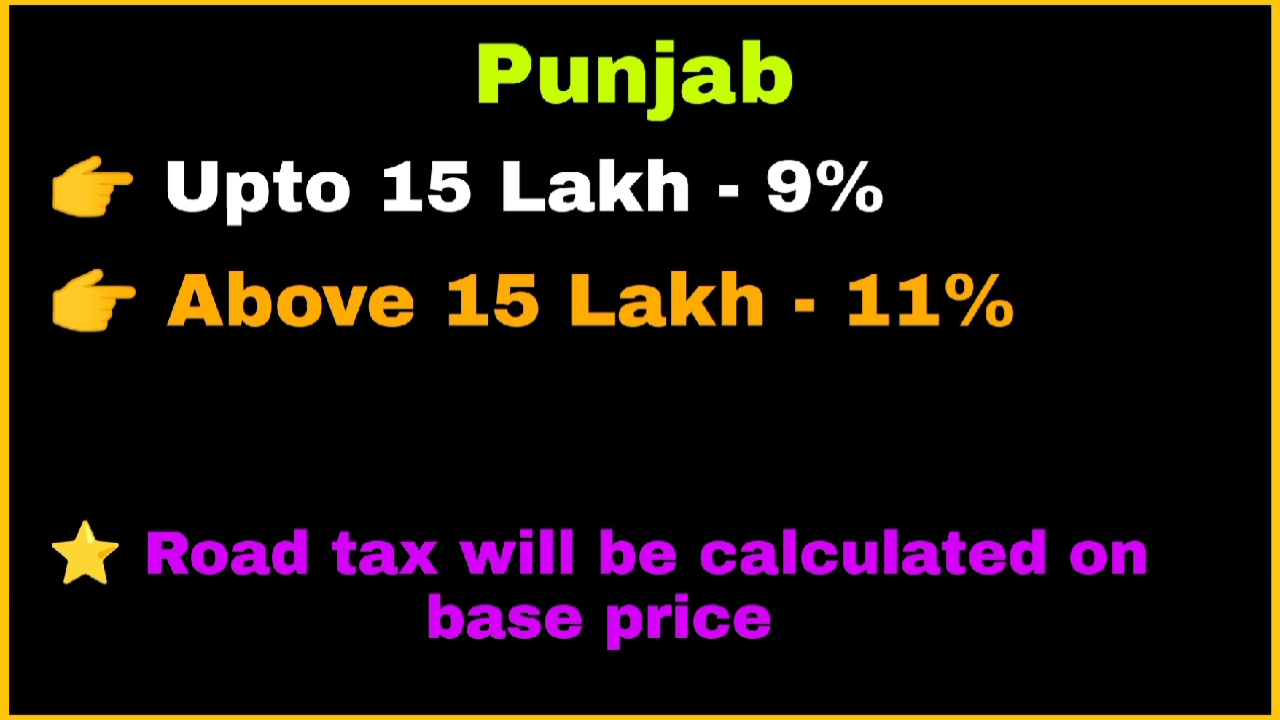 Punjab
👉 Upto 15 Lakh - 9%
👉 Above 15 Lakh - 11%
⭐ Road tax will be calculated on
base price